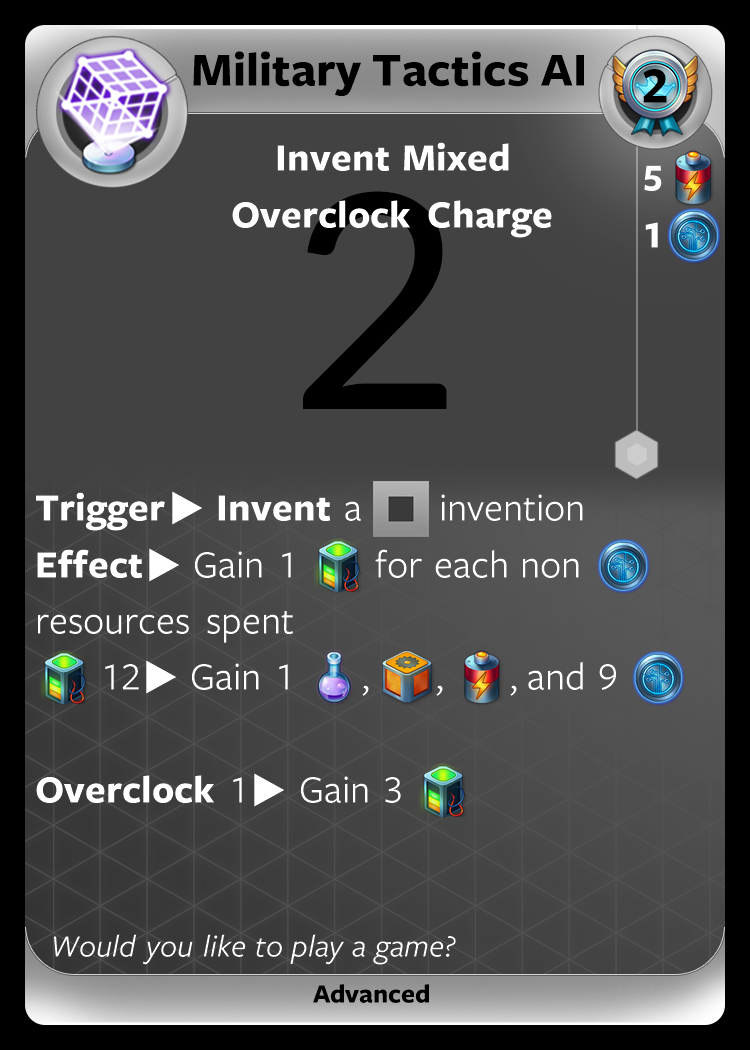 Military Tactics AI
2
Invent Mixed
5
Overclock Charge
1
2
Trigger▶ Invent a invention
Effect▶ Gain 1 for each non
resources spent
12▶ Gain 1 , , , and 9
Overclock 1▶ Gain 3
Would you like to play a game?
Advanced